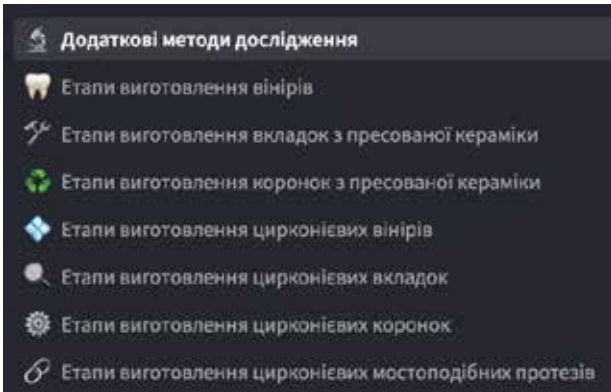 Додаткові методи дослідження
Етапи виготовлення вінірів
Етапи виготовлення вкладок з пресованої кераміки
Етапи виготовлення коронок з пресованої кераміки
Етапи виготовлення цирконієвих вінірів
Етапи виготовлення цирконієвих вкладок
Етапи виготовлення цирконієвих коронок
Етапи виготовлення цирконієвих мостоподібних протезів